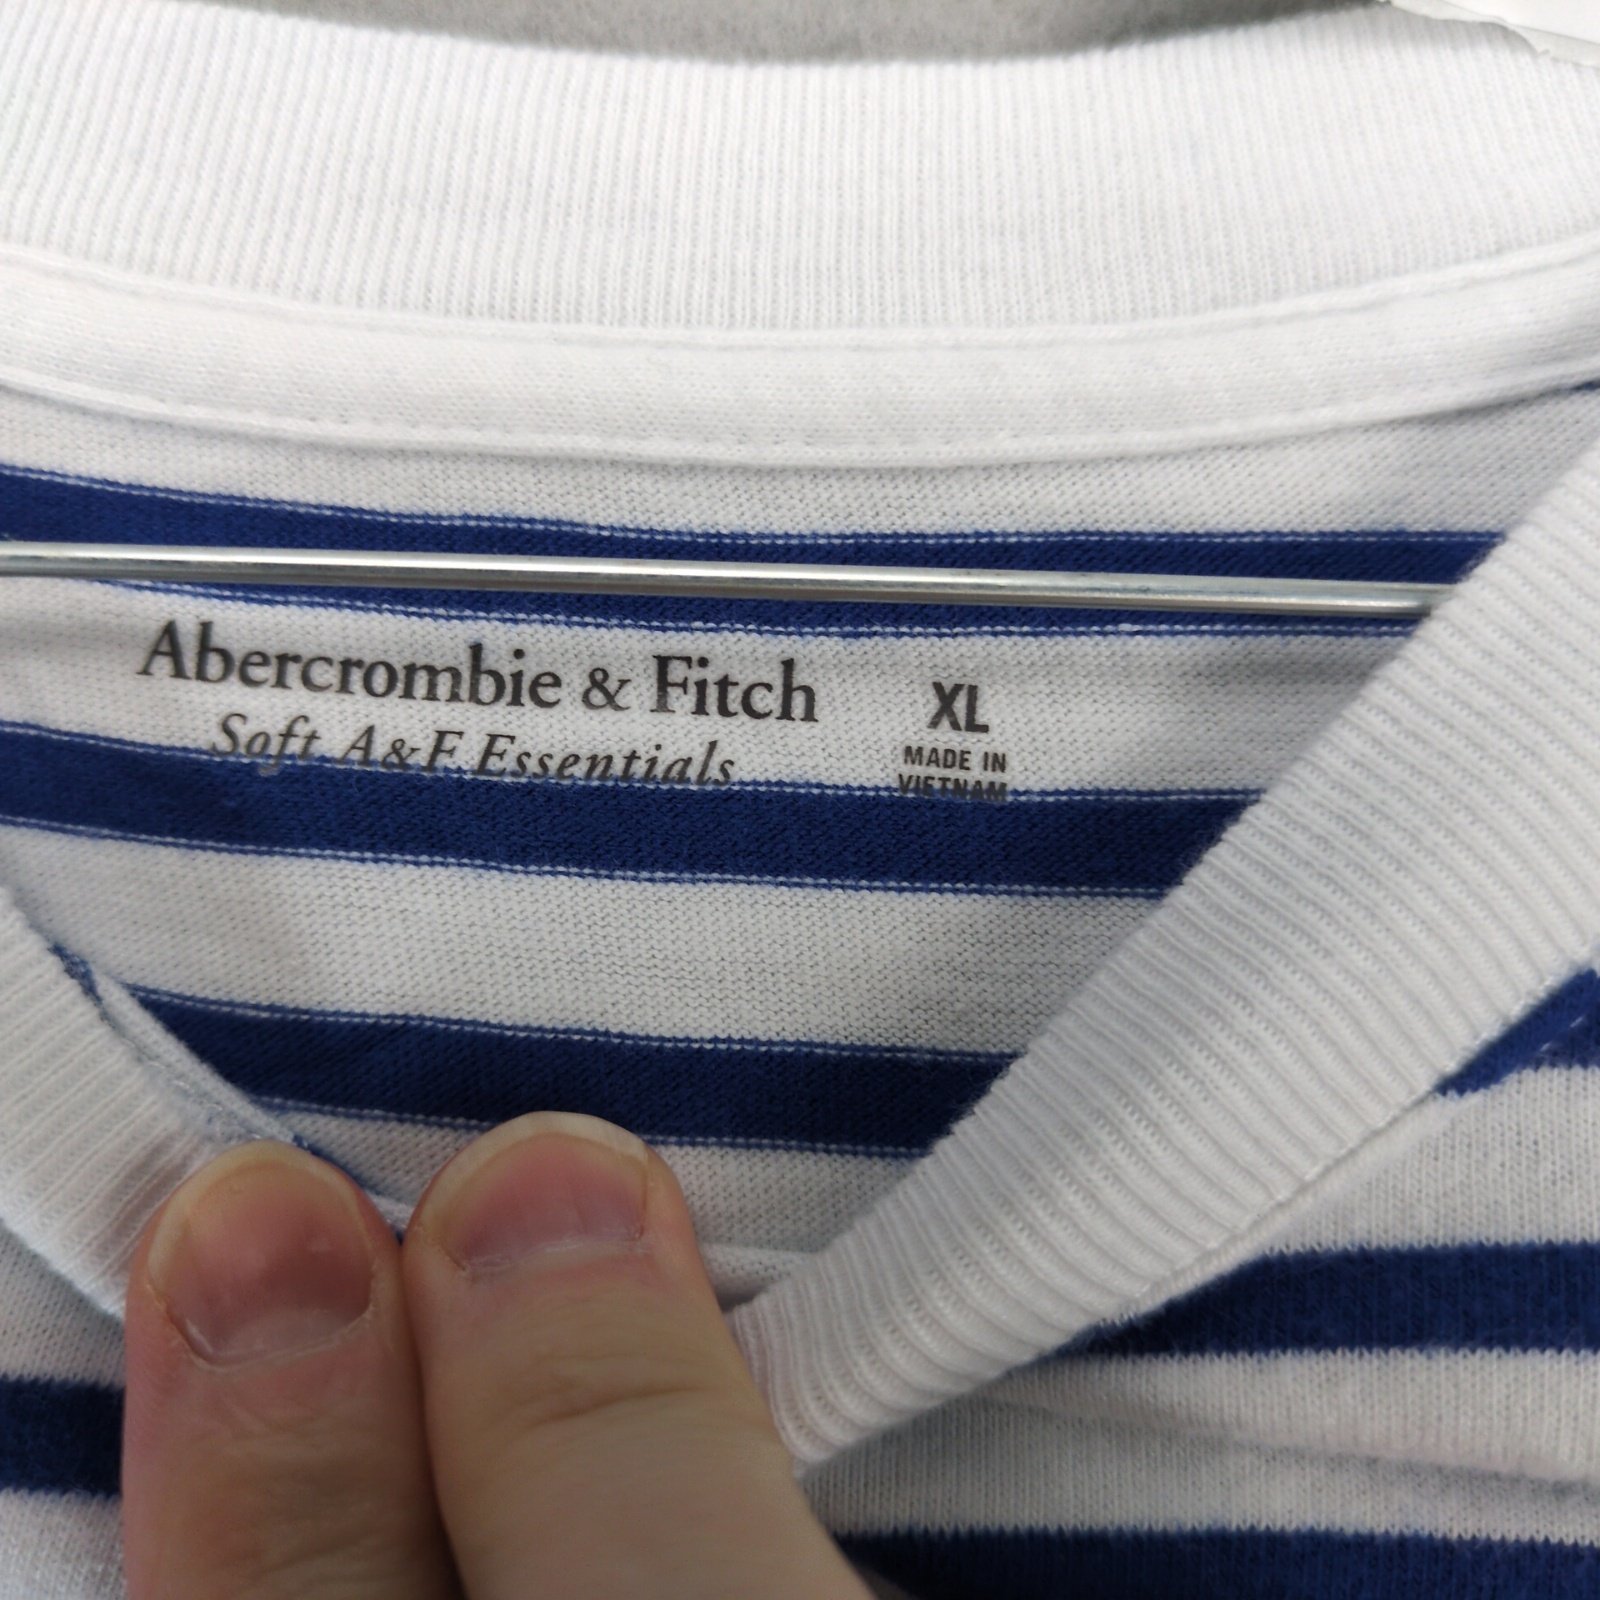 Abercrombie & Fitch
Soft A&F Essentials
XL
MADE IN
VIETNAM